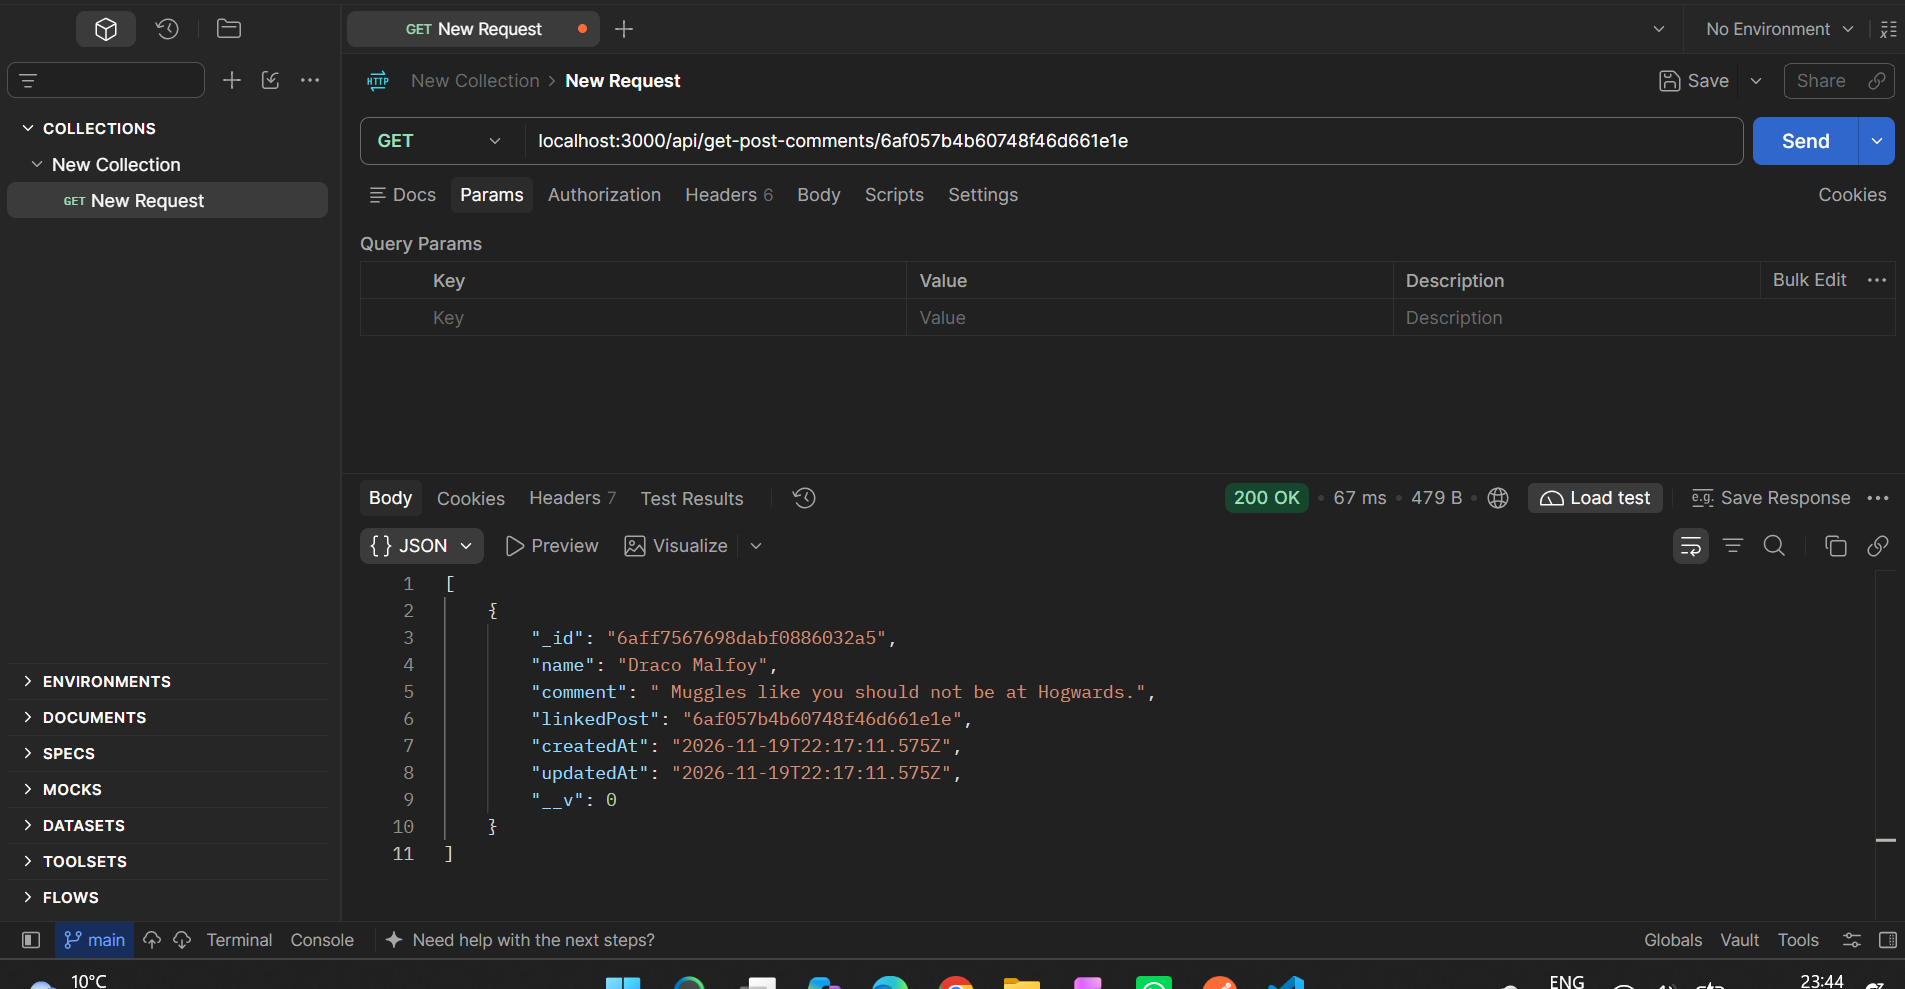 GET New Request
No Environment
New Collection > New Request
Save
Share
COLLECTIONS
New Collection
GET New Request
GET
localhost:3000/api/get-post-comments/6af057b4b60748f46d661e1e
Send
Docs Params Authorization Headers 6 Body Scripts Settings
Cookies
Query Params
Key Value Description Bulk Edit
Key Value Description
Body Cookies Headers 7 Test Results
200 OK • 67 ms • 479 B •
Load test
e.g. Save Response
{} JSON Preview Visualize
1 [
2 {
3 "_id": "6aff7567698dabf0886032a5",
4 "name": "Draco Malfoy",
5 "comment": " Muggles like you should not be at Hogwards.",
6 "linkedPost": "6af057b4b60748f46d661e1e",
7 "createdAt": "2026-11-19T22:17:11.575Z",
8 "updatedAt": "2026-11-19T22:17:11.575Z",
9 "__v": 0
10 }
11 ]
ENVIRONMENTS
DOCUMENTS
SPECS
MOCKS
DATASETS
TOOLSETS
FLOWS
main
Terminal Console
Need help with the next steps?
Globals Vault Tools
10°C
ENG
23:44